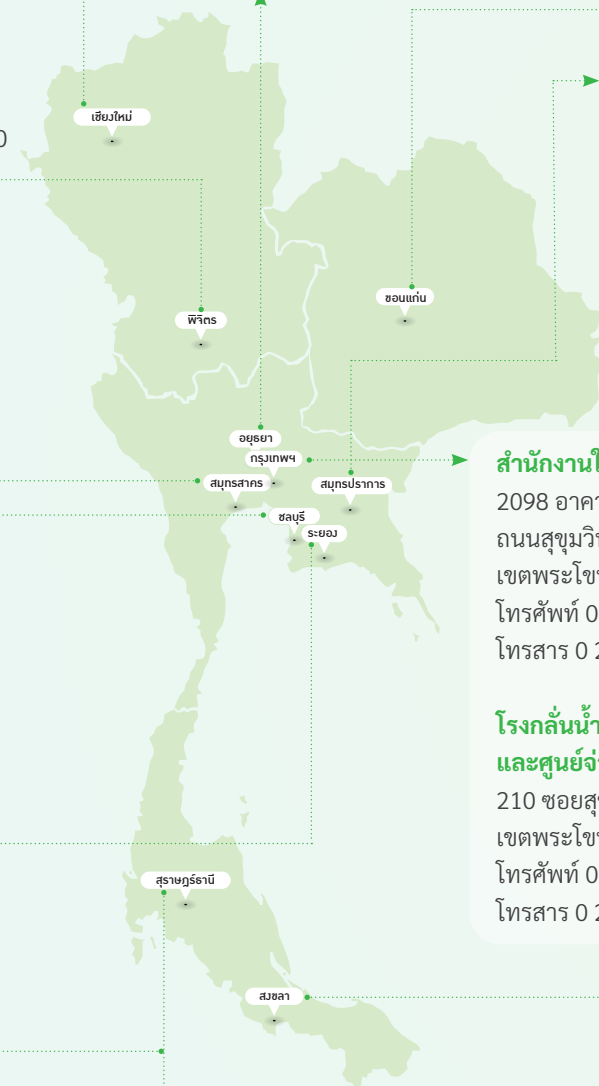 0
เชียงใหม่
ขอนแก่น
พิจิตร
อยุธยา
กรุงเทพฯ
สมุทรสาคร
สมุทรปราการ
ชลบุรี
ระยอง
สำนักงานใ
2098 อาคา
ถนนสุขุมวิ
เขตพระโข
โทรศัพท์ 0
โทรสาร 0 2
โรงกลั่นน้ำ
และศูนย์จ่
210 ซอยสุ
เขตพระโข
โทรศัพท์ 0
โทรสาร 0 2
สุราษฎร์ธานี
สงขลา